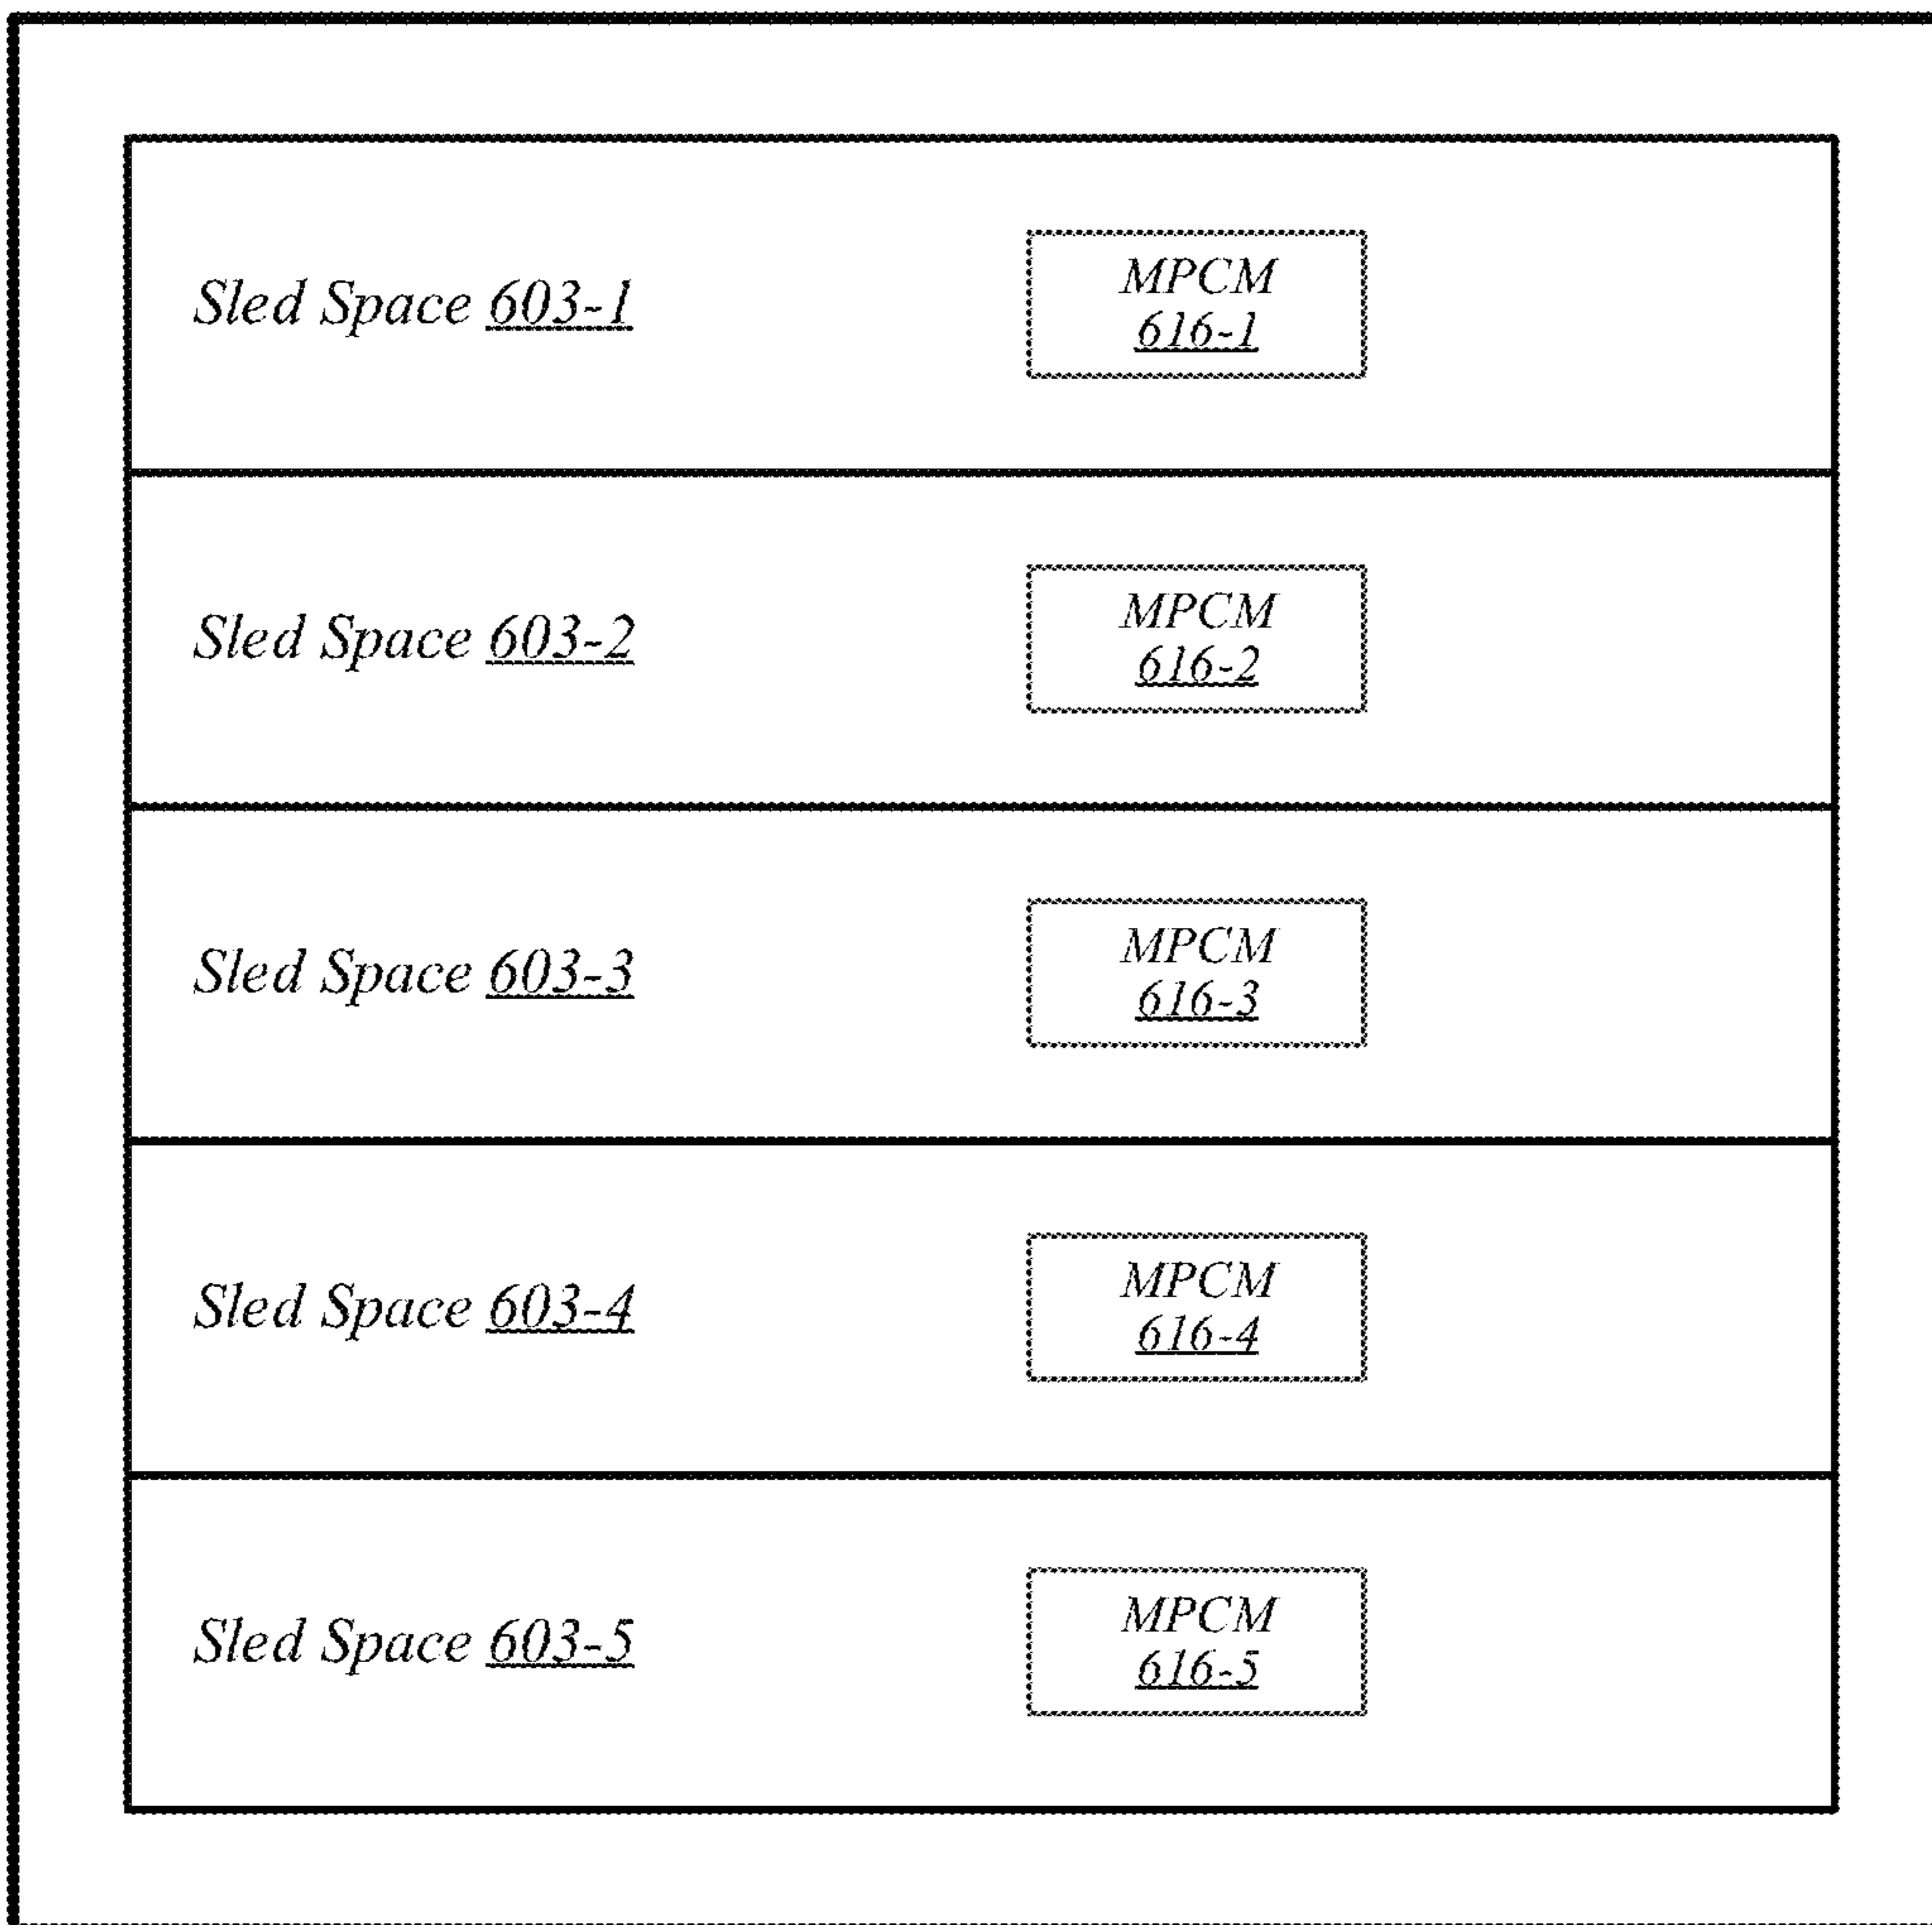 Sled Space 603-1
MPCM
616-1
Sled Space 603-2
MPCM
616-2
Sled Space 603-3
MPCM
616-3
Sled Space 603-4
MPCM
616-4
Sled Space 603-5
MPCM
616-5